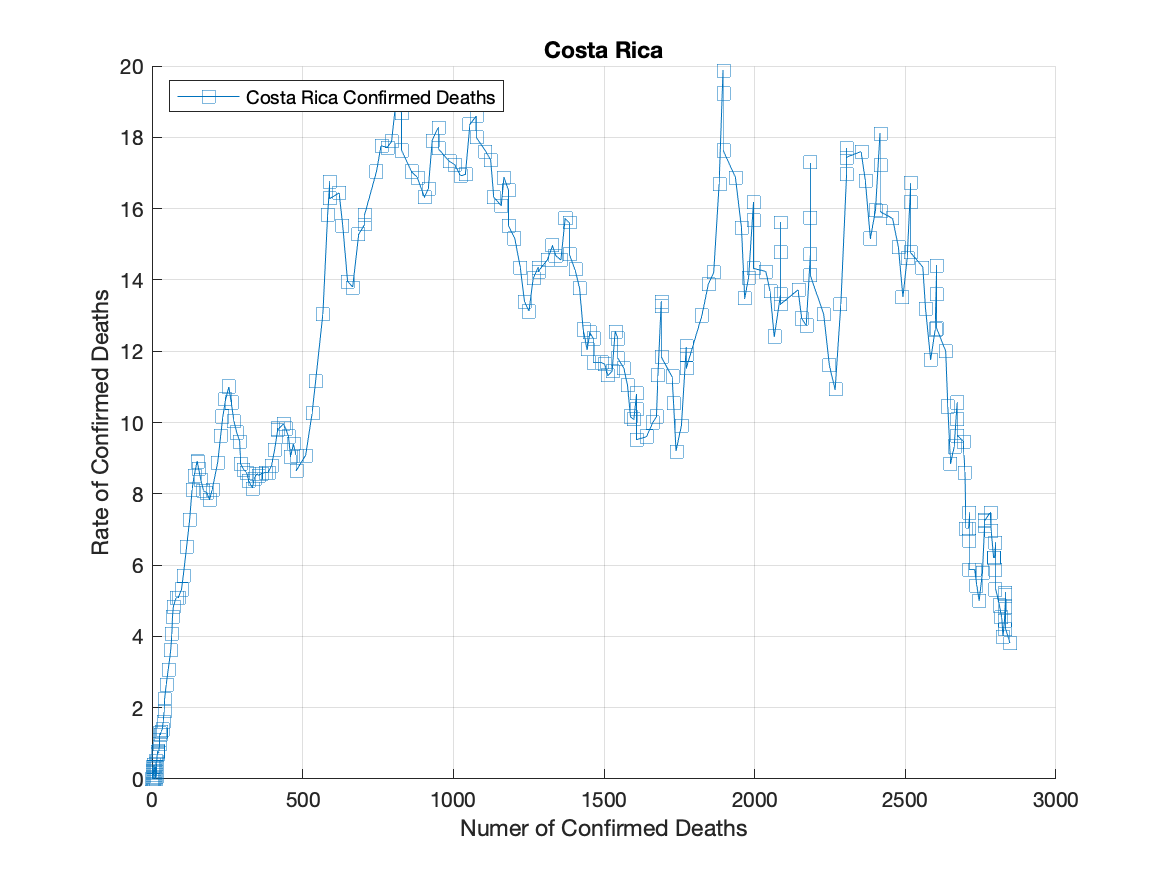 Costa Rica
Costa Rica Confirmed Deaths
20
18
16
14
12
10
8
6
4
2
0
Rate of Confirmed Deaths
0 500 1000 1500 2000 2500 3000
Numer of Confirmed Deaths